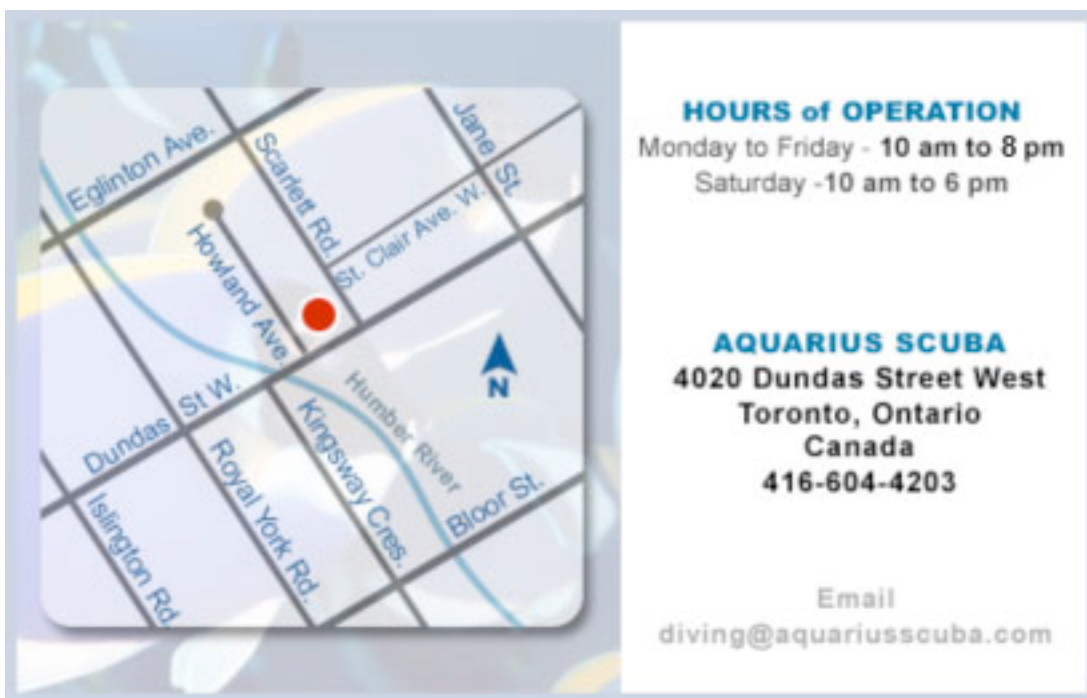 Eglinton Ave.
Scarlett Rd.
Jane St.
St. Clair Ave. W.
Howland Ave.
N
Dundas St W.
Humber River
Kingsway Cres.
Royal York Rd.
Bloor St.
Islington Rd.
HOURS of OPERATION
Monday to Friday - 10 am to 8 pm
Saturday -10 am to 6 pm
AQUARIUS SCUBA
4020 Dundas Street West
Toronto, Ontario
Canada
416-604-4203
Email
diving@aquariusscuba.com